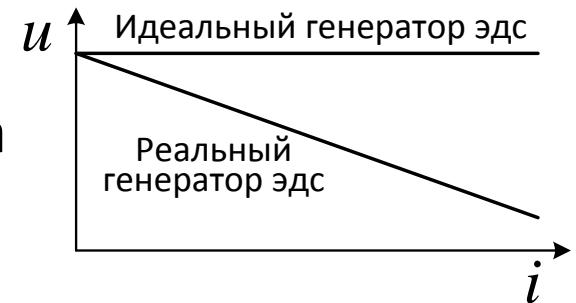 u
Идеальный генератор эдс
Реальный
генератор эдс
i